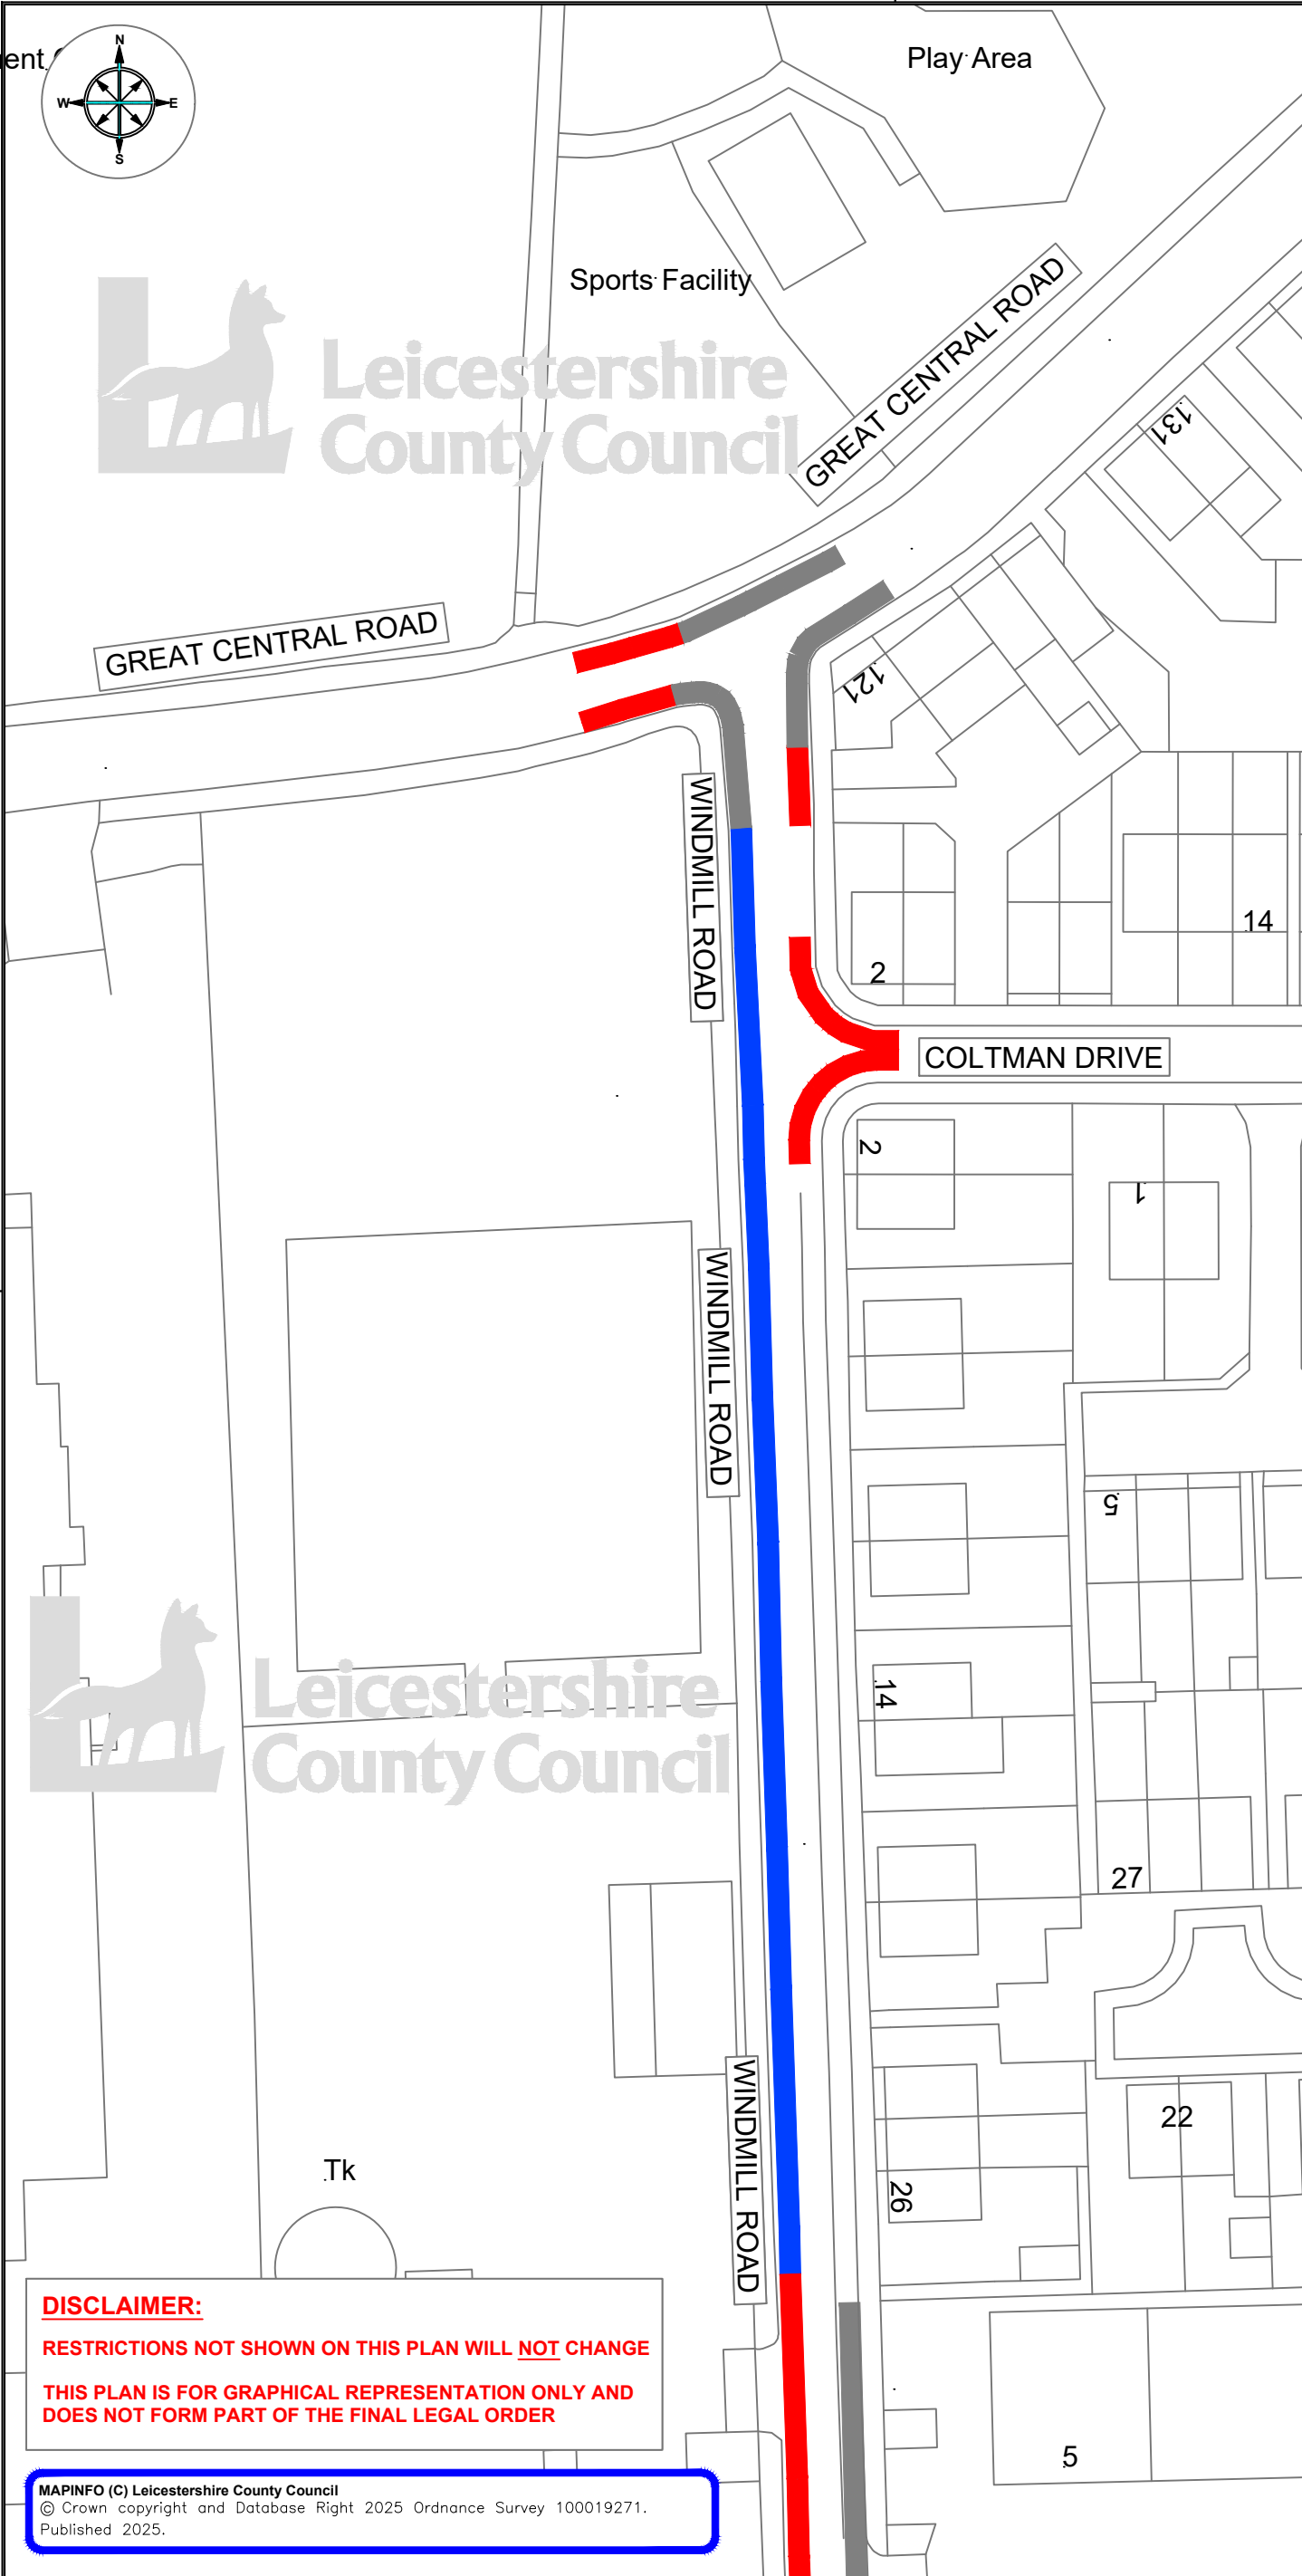 N
W E
S
Play Area
Sports Facility
Leicestershire
County Council
GREAT CENTRAL ROAD
131
GREAT CENTRAL ROAD
121
WINDMILL ROAD
14
2
COLTMAN DRIVE
2
1
WINDMILL ROAD
5
Leicestershire
County Council
14
27
WINDMILL ROAD
22
Tk
26
DISCLAIMER:
RESTRICTIONS NOT SHOWN ON THIS PLAN WILL NOT CHANGE
THIS PLAN IS FOR GRAPHICAL REPRESENTATION ONLY AND
DOES NOT FORM PART OF THE FINAL LEGAL ORDER
5
MAPINFO (C) Leicestershire County Council
© Crown copyright and Database Right 2025 Ordnance Survey 100019271.
Published 2025.